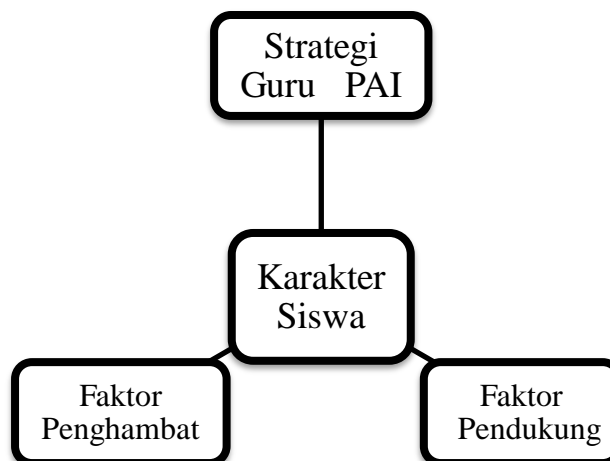 Strategi
Guru PAI
Karakter
Siswa
Faktor
Penghambat
Faktor
Pendukung